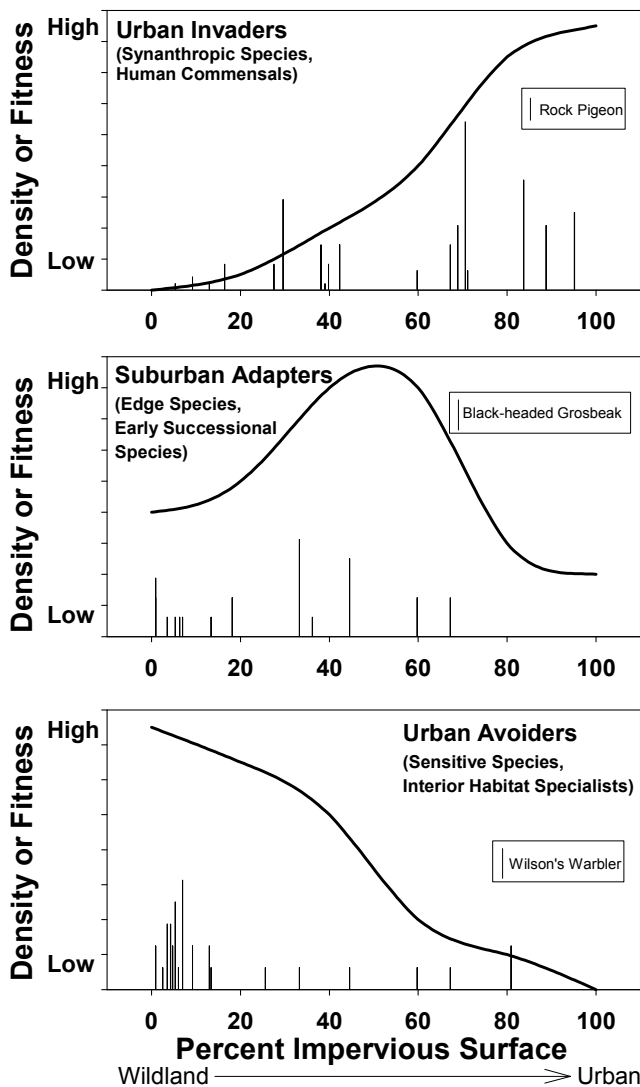 High
Low
Density or Fitness
Urban Invaders
(Synanthropic Species,
Human Commensals)
Rock Pigeon
0 20 40 60 80 100
High
Low
Density or Fitness
Suburban Adapters
(Edge Species,
Early Successional
Species)
Black-headed Grosbeak
0 20 40 60 80 100
High
Low
Density or Fitness
Urban Avoiders
(Sensitive Species,
Interior Habitat Specialists)
Wilson's Warbler
0 20 40 60 80 100
Percent Impervious Surface
Wildland Urban